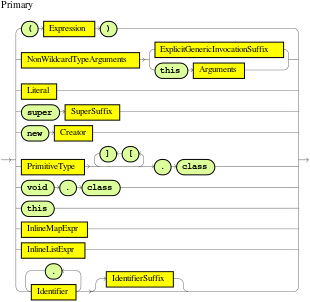 Primary
( Expression )
NonWildcardTypeArguments ExplicitGenericInvocationSuffix
this Arguments
Literal
super SuperSuffix
new Creator
PrimitiveType ] [ . class
void . class
this
InlineMapExpr
InlineListExpr
.
Identifier IdentifierSuffix